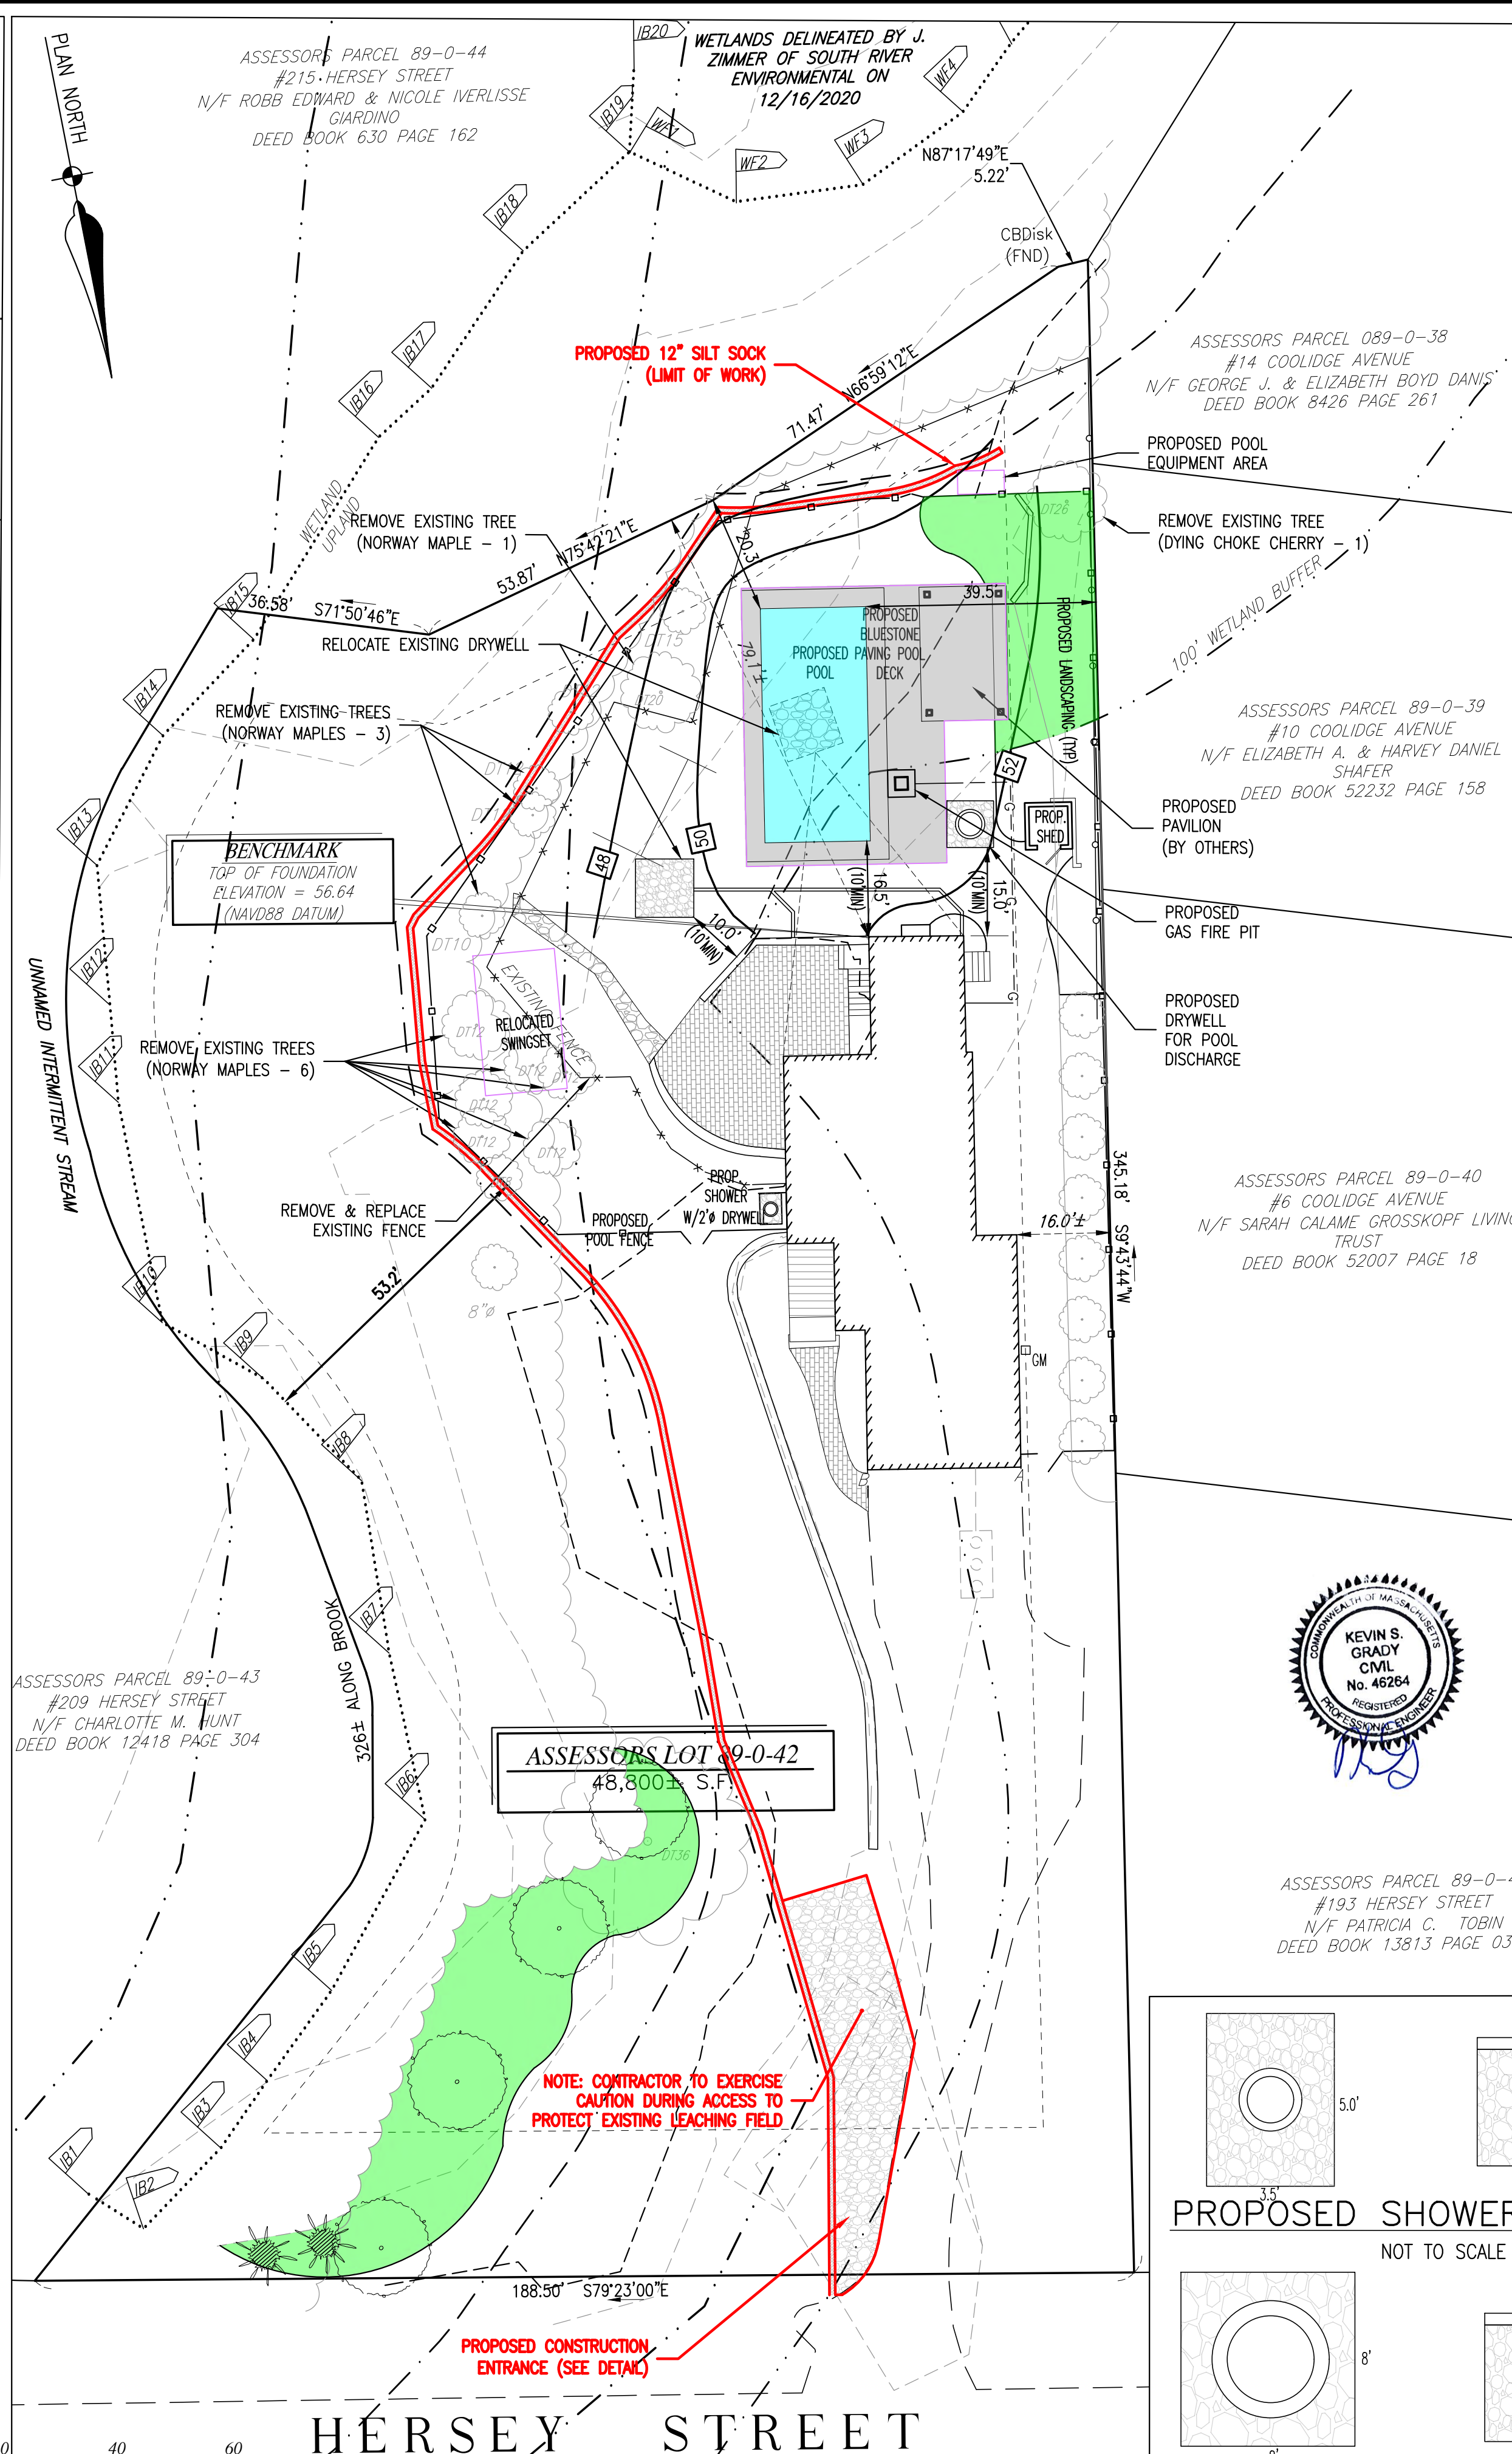 PLAN NORTH
ASSESSORS PARCEL 89-0-44
#215 HERSEY STREET
N/F ROBB EDWARD & NICOLE IVERLISSE
GIARDINO
DEED BOOK 630 PAGE 162
IB20
WETLANDS DELINEATED BY J.
ZIMMER OF SOUTH RIVER
ENVIRONMENTAL ON
12/16/2020
IB19
WF1
WF2
WF3
WF4
N87°17'49"E
5.22'
CBDisk
(FND)
IB18
IB17
IB16
PROPOSED 12" SILT SOCK
(LIMIT OF WORK)
N66°59'12"E
71.47'
ASSESSORS PARCEL 089-0-38
#14 COOLIDGE AVENUE
N/F GEORGE J. & ELIZABETH BOYD DANIS
DEED BOOK 8426 PAGE 261
PROPOSED POOL
EQUIPMENT AREA
WETLAND
UPLAND
REMOVE EXISTING TREE
(NORWAY MAPLE - 1)
N75°42'21"E
53.87'
20.3'
DT26
REMOVE EXISTING TREE
(DYING CHOKE CHERRY - 1)
100' WETLAND BUFFER
IB15
36.58'
S71°50'46"E
RELOCATE EXISTING DRYWELL
DT15
DT20
79.1'±
39.5'
PROPOSED
POOL
PROPOSED
BLUESTONE
PAVING POOL
DECK
PROPOSED LANDSCAPING (TYP)
IB14
REMOVE EXISTING TREES
(NORWAY MAPLES - 3)
ASSESSORS PARCEL 89-0-39
#10 COOLIDGE AVENUE
N/F ELIZABETH A. & HARVEY DANIEL
SHAFER
DEED BOOK 52232 PAGE 158
52
50
48
IB13
BENCHMARK
TOP OF FOUNDATION
ELEVATION = 56.64
(NAVD88 DATUM)
G
PROP.
SHED
PROPOSED
PAVILION
(BY OTHERS)
16.5'
(10'MIN)
15.0'
(10'MIN)
G
10.0'
(10'MIN)
PROPOSED
GAS FIRE PIT
DT10
IB12
EXISTING FENCE
G
UNNAMED INTERMITTENT STREAM
PROPOSED
DRYWELL
FOR POOL
DISCHARGE
DT12
RELOCATED
SWINGSET
IB11
REMOVE EXISTING TREES
(NORWAY MAPLES - 6)
DT12
DT12
DT12
DT12
PROP.
SHOWER
W/2'ø DRYWELL
REMOVE & REPLACE
EXISTING FENCE
PROPOSED
POOL FENCE
16.0'±
345.18' S9°43'44"W
ASSESSORS PARCEL 89-0-40
#6 COOLIDGE AVENUE
N/F SARAH CALAME GROSSKOPF LIVING
TRUST
DEED BOOK 52007 PAGE 18
IB10
53.2'
8"ø
IB9
GM
IB8
B
A
IB7
326± ALONG BROOK
COMMONWEALTH OF MASSACHUSETTS
KEVIN S.
GRADY
CIVIL
No. 46264
REGISTERED
PROFESSIONAL ENGINEER
ASSESSORS PARCEL 89-0-43
#209 HERSEY STREET
N/F CHARLOTTE M. HUNT
DEED BOOK 12418 PAGE 304
ASSESSORS LOT 89-0-42
48,800± S.F.
IB6
DT36
ASSESSORS PARCEL 89-0-4
#193 HERSEY STREET
N/F PATRICIA C. TOBIN
DEED BOOK 13813 PAGE 03
IB5
IB4
IB3
IB1
IB2
NOTE: CONTRACTOR TO EXERCISE
CAUTION DURING ACCESS TO
PROTECT EXISTING LEACHING FIELD
5.0'
3.5'
PROPOSED SHOWER
NOT TO SCALE
188.50' S79°23'00"E
PROPOSED CONSTRUCTION
ENTRANCE (SEE DETAIL)
8'
8'
HERSEY STREET
0 40 60